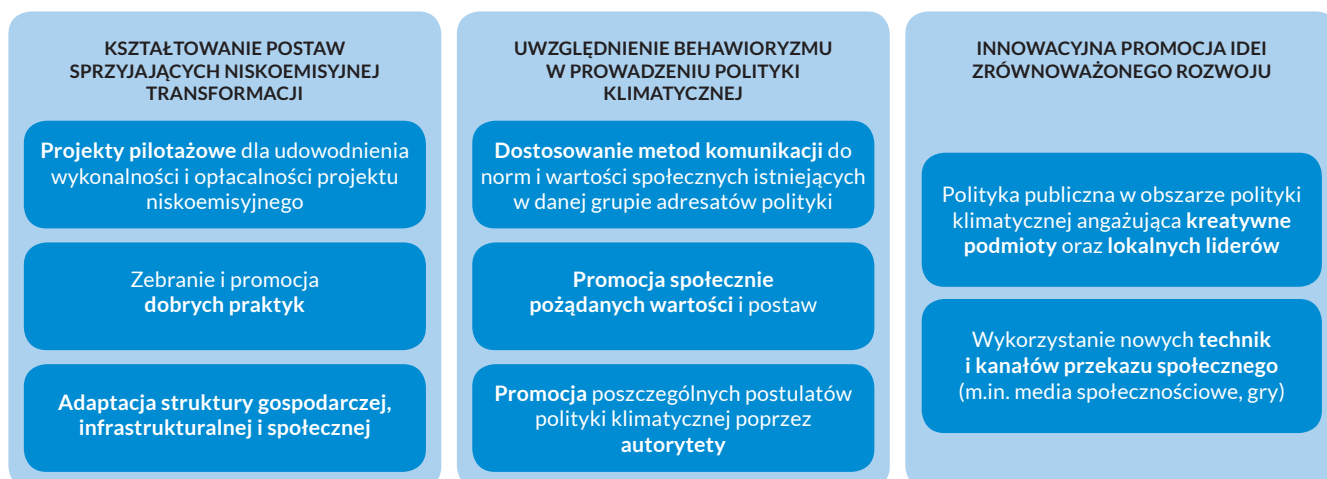 KSZTAŁTOWANIE POSTAW
SPRZYJAJĄCYCH NISKOEMISYJNEJ
TRANSFORMACJI
Projekty pilotażowe dla udowodnienia
wykonalności i opłacalności projektu
niskoemisyjnego
Zebranie i promocja
dobrych praktyk
Adaptacja struktury gospodarczej,
infrastrukturalnej i społecznej
UWZGLĘDNIENIE BEHAWIORYZMU
W PROWADZENIU POLITYKI
KLIMATYCZNEJ
Dostosowanie metod komunikacji do
norm i wartości społecznych istniejących
w danej grupie adresatów polityki
Promocja społecznie
pożądanych wartości i postaw
Promocja poszczególnych postulatów
polityki klimatycznej poprzez
autorytety
INNOWACYJNA PROMOCJA IDEI
ZRÓWNOWAŻONEGO ROZWOJU
Polityka publiczna w obszarze polityki
klimatycznej angażująca kreatywne
podmioty oraz lokalnych liderów
Wykorzystanie nowych technik
i kanałów przekazu społecznego
(m.in. media społecznościowe, gry)